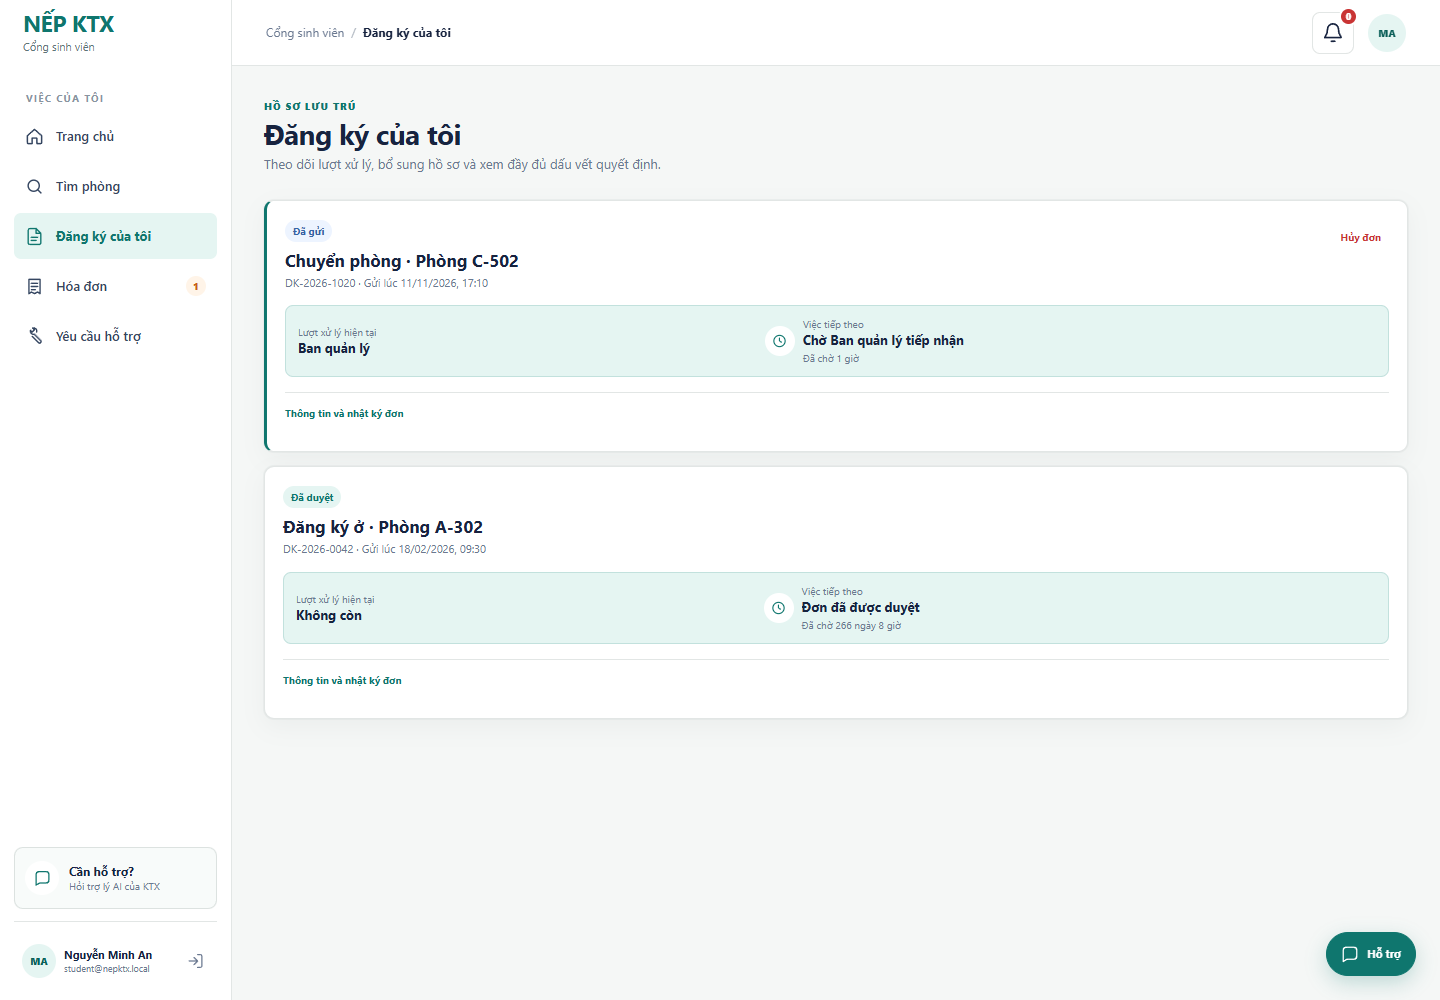 NẾP KTX
Cổng sinh viên
VIỆC CỦA TÔI
Trang chủ
Tìm phòng
Đăng ký của tôi
Hóa đơn 1
Yêu cầu hỗ trợ
Cần hỗ trợ?
Hỏi trợ lý AI của KTX
MA
Nguyễn Minh An
student@nepktx.local
Cổng sinh viên / Đăng ký của tôi
0
MA
HỒ SƠ LƯU TRÚ
Đăng ký của tôi
Theo dõi lượt xử lý, bổ sung hồ sơ và xem đầy đủ dấu vết quyết định.
Đã gửi
Hủy đơn
Chuyển phòng · Phòng C-502
DK-2026-1020 · Gửi lúc 11/11/2026, 17:10
Lượt xử lý hiện tại
Ban quản lý
Việc tiếp theo
Chờ Ban quản lý tiếp nhận
Đã chờ 1 giờ
Thông tin và nhật ký đơn
Đã duyệt
Đăng ký ở · Phòng A-302
DK-2026-0042 · Gửi lúc 18/02/2026, 09:30
Lượt xử lý hiện tại
Không còn
Việc tiếp theo
Đơn đã được duyệt
Đã chờ 266 ngày 8 giờ
Thông tin và nhật ký đơn
Hỗ trợ